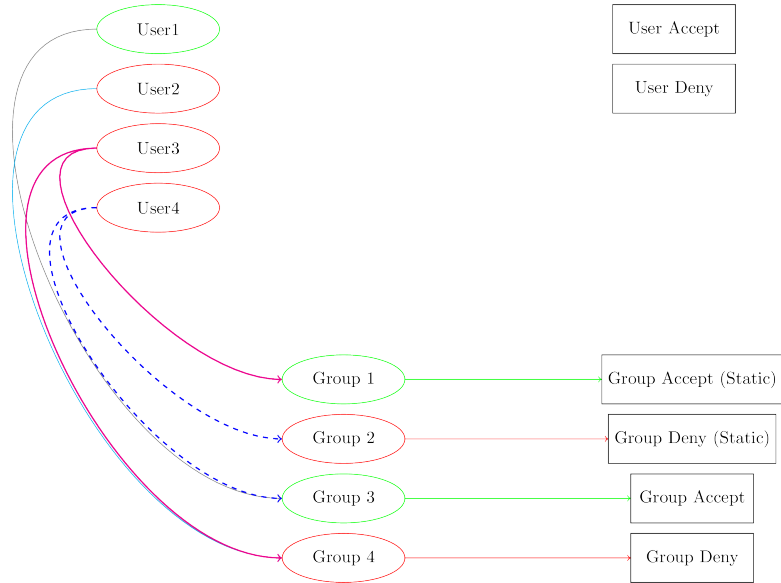 User1
User Accept
User2
User Deny
User3
User4
Group 1
Group Accept (Static)
Group 2
Group Deny (Static)
Group 3
Group Accept
Group 4
Group Deny